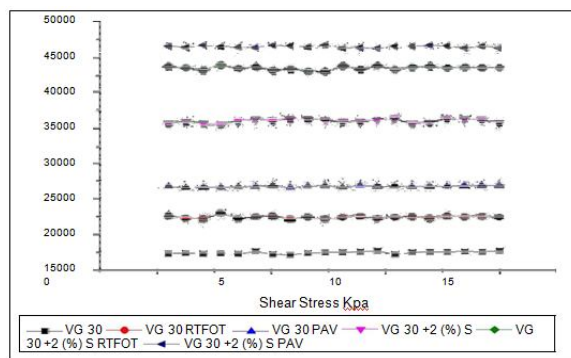 50000
45000
40000
35000
30000
25000
20000
15000
0 5 10 15
Shear Stress Kpa
VG 30 VG 30 RTFOT VG 30 PAV VG 30 +2 (%) S VG
30 +2 (%) S RTFOT VG 30 +2 (%) S PAV